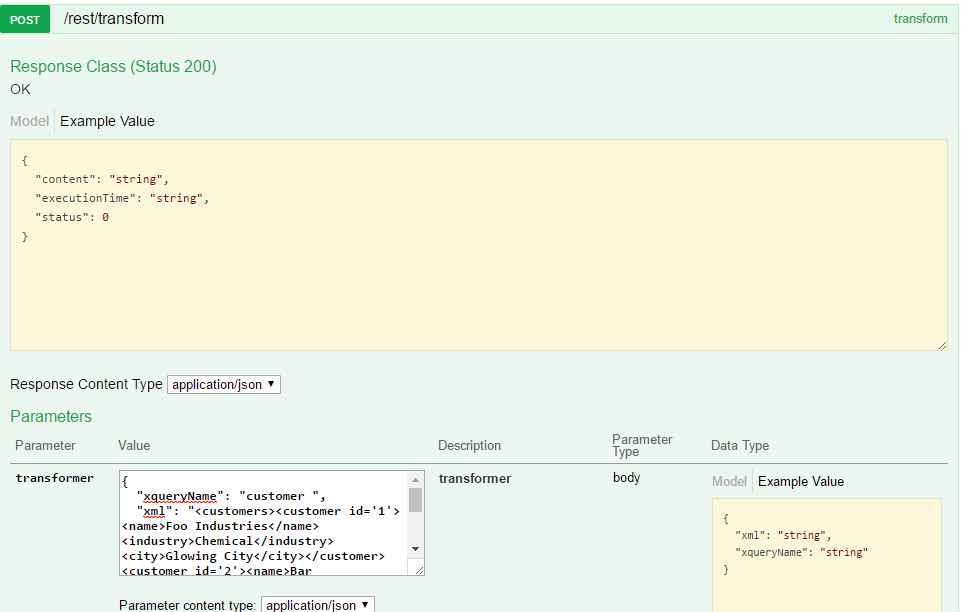 POST /rest/transform transform
Response Class (Status 200)
OK
Model Example Value
{
"content": "string",
"executionTime": "string",
"status": 0
}
Response Content Type application/json
Parameters
Parameter Value Description Parameter Type Data Type
transformer
{
"xqueryName": "customer ",
"xml": "<customers><customer id='1'>
<name>Foo Industries</name>
<industry>Chemical</industry>
<city>Glowing City</city></customer>
<customer id='2'><name>Bar
transformer
body
Model Example Value
{
"xml": "string",
"xqueryName": "string"
}
Parameter content type: application/json